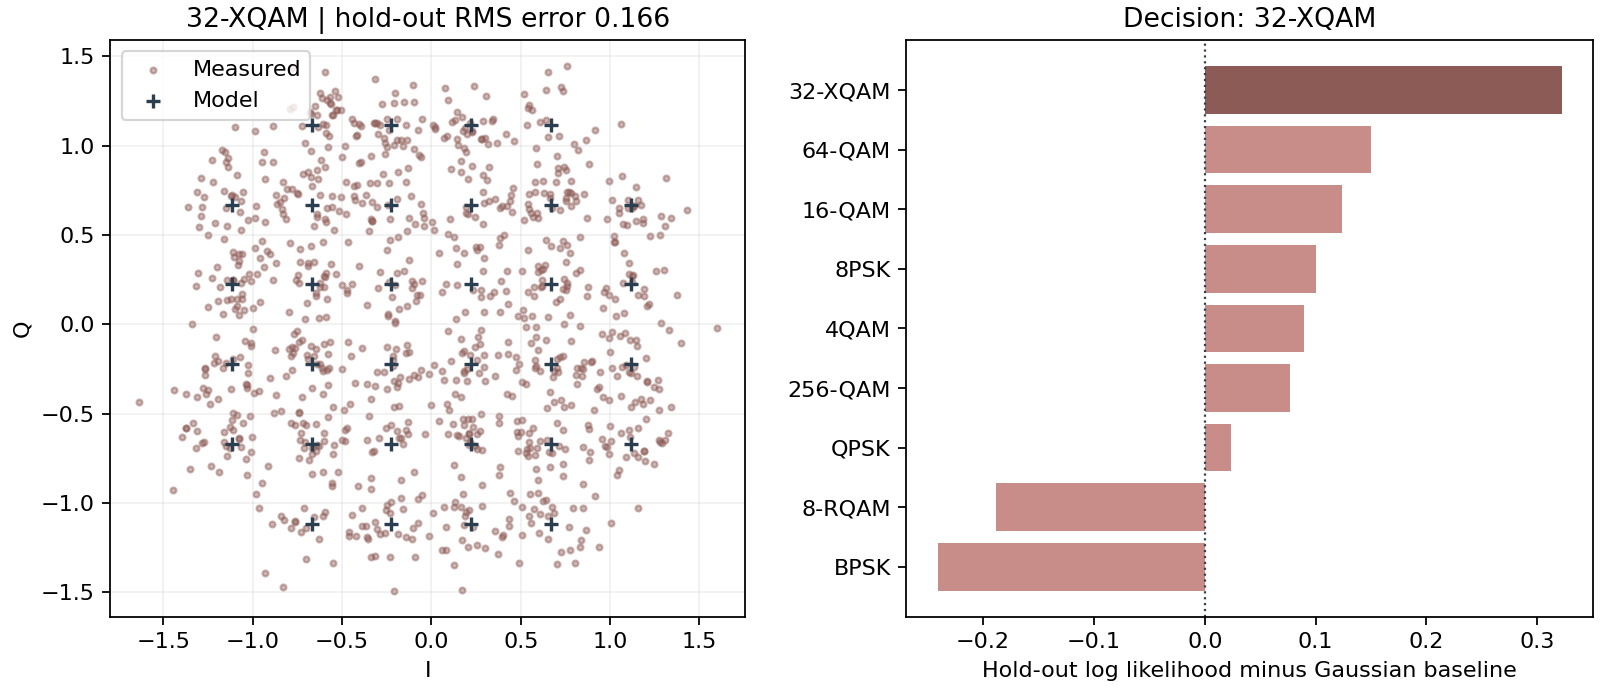 32-XQAM | hold-out RMS error 0.166
Measured
Model
1.5
1.0
0.5
0.0
−0.5
−1.0
−1.5
Q
−1.5 −1.0 −0.5 0.0 0.5 1.0 1.5
I
Decision: 32-XQAM
32-XQAM
64-QAM
16-QAM
8PSK
4QAM
256-QAM
QPSK
8-RQAM
BPSK
−0.2 −0.1 0.0 0.1 0.2 0.3
Hold-out log likelihood minus Gaussian baseline